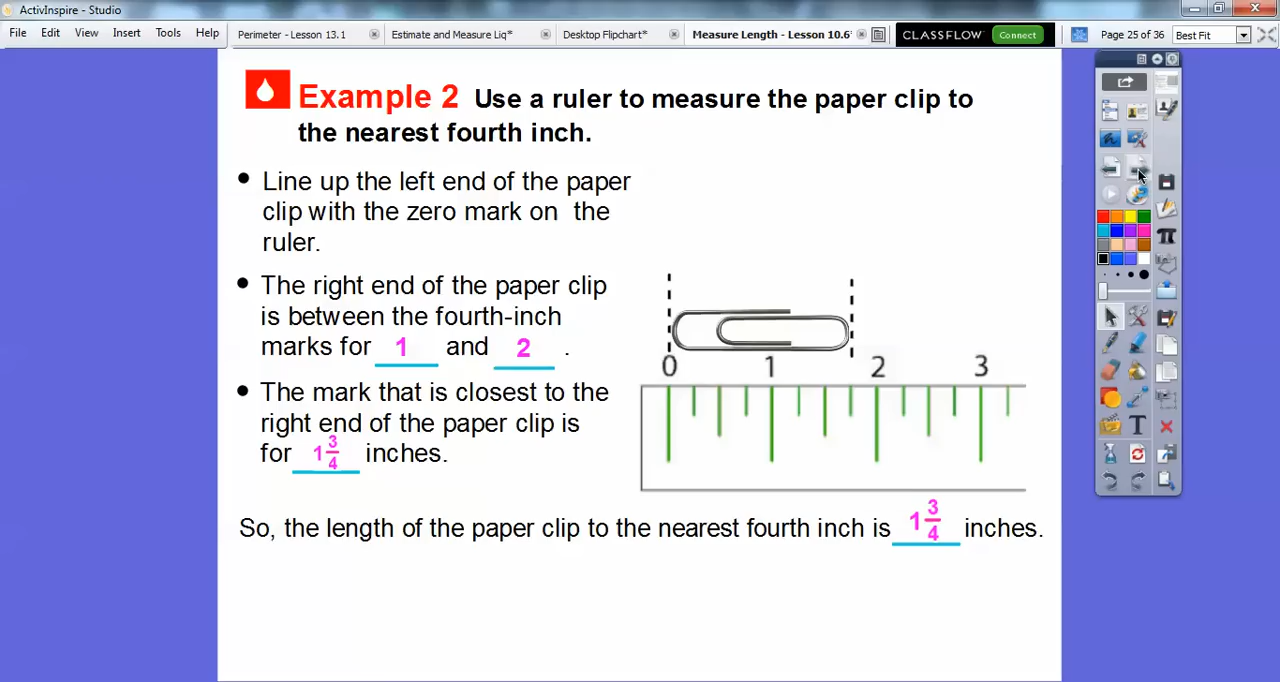 ActivInspire - Studio
File Edit View Insert Tools Help
Perimeter - Lesson 13.1
Estimate and Measure Liq*
Desktop Flipchart*
Measure Length - Lesson 10.6
CLASSFLOW Connect
Page 25 of 36
Best Fit
Example 2 Use a ruler to measure the paper clip to
the nearest fourth inch.
• Line up the left end of the paper
clip with the zero mark on the
ruler.
• The right end of the paper clip
is between the fourth-inch
marks for 1 and 2 .
• The mark that is closest to the
right end of the paper clip is
for 1 3/4 inches.
0 1 2 3
So, the length of the paper clip to the nearest fourth inch is 1 3/4 inches.